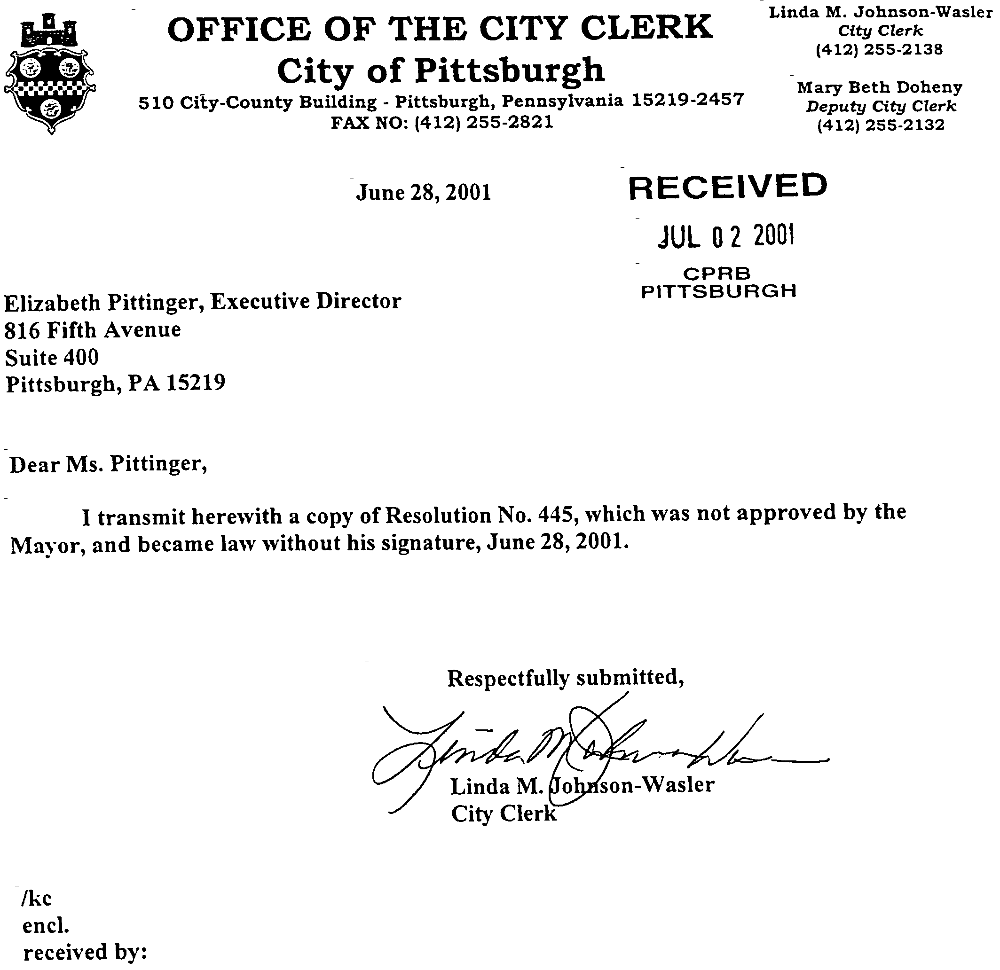 OFFICE OF THE CITY CLERK
City of Pittsburgh
510 City-County Building - Pittsburgh, Pennsylvania 15219-2457
FAX NO: (412) 255-2821
Linda M. Johnson-Wasler
City Clerk
(412) 255-2138
Mary Beth Doheny
Deputy City Clerk
(412) 255-2132
June 28, 2001
RECEIVED
JUL 02 2001
CPRB
PITTSBURGH
Elizabeth Pittinger, Executive Director
816 Fifth Avenue
Suite 400
Pittsburgh, PA 15219
Dear Ms. Pittinger,
I transmit herewith a copy of Resolution No. 445, which was not approved by the
Mayor, and became law without his signature, June 28, 2001.
Respectfully submitted,
Linda M Johnson-Wasler
Linda M. Johnson-Wasler
City Clerk
/kc
encl.
received by: